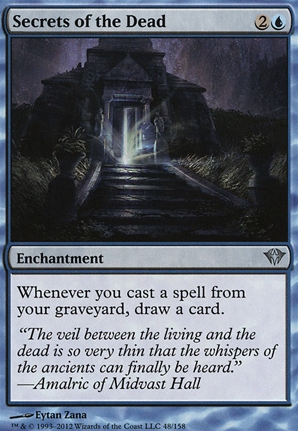 Secrets of the Dead 2
Enchantment
Whenever you cast a spell from
your graveyard, draw a card.
“The veil between the living and the
dead is so very thin that the whispers of
the ancients can finally be heard.”
—Amalric of Midvast Hall
Eytan Zana
™ & © 1993–2012 Wizards of the Coast LLC 48/158